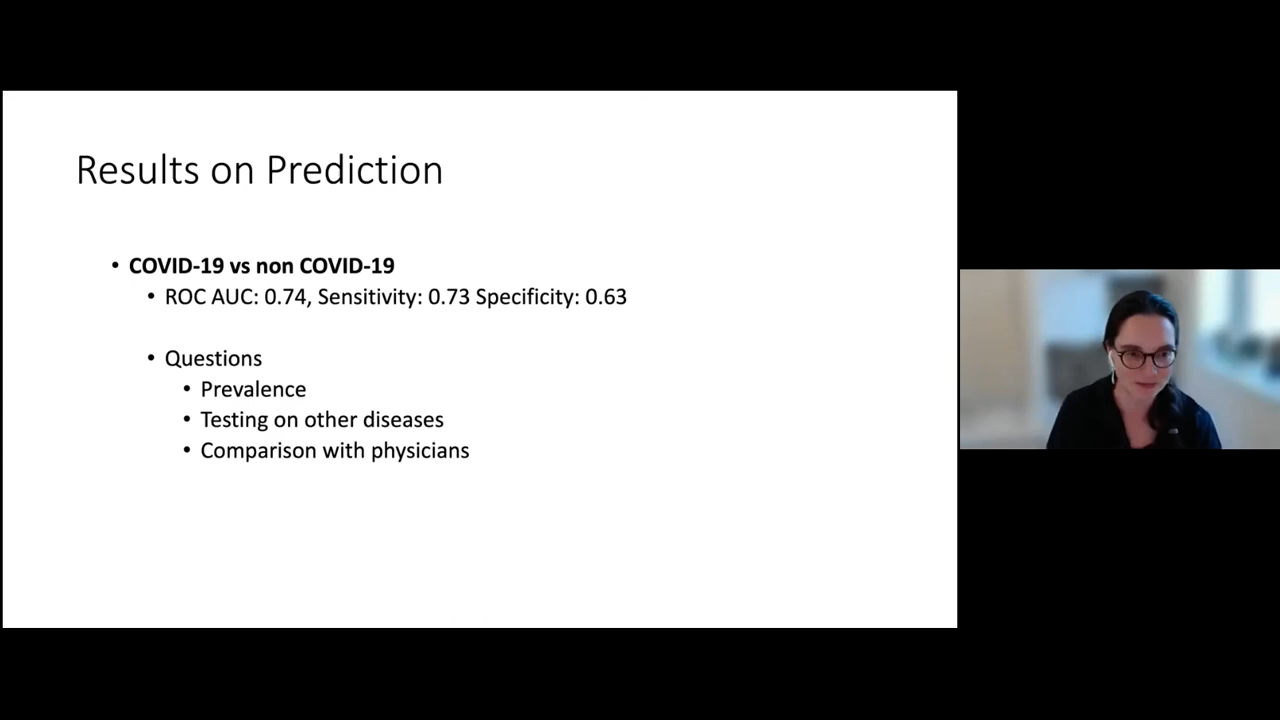 Results on Prediction
• COVID-19 vs non COVID-19
• ROC AUC: 0.74, Sensitivity: 0.73 Specificity: 0.63
• Questions
• Prevalence
• Testing on other diseases
• Comparison with physicians